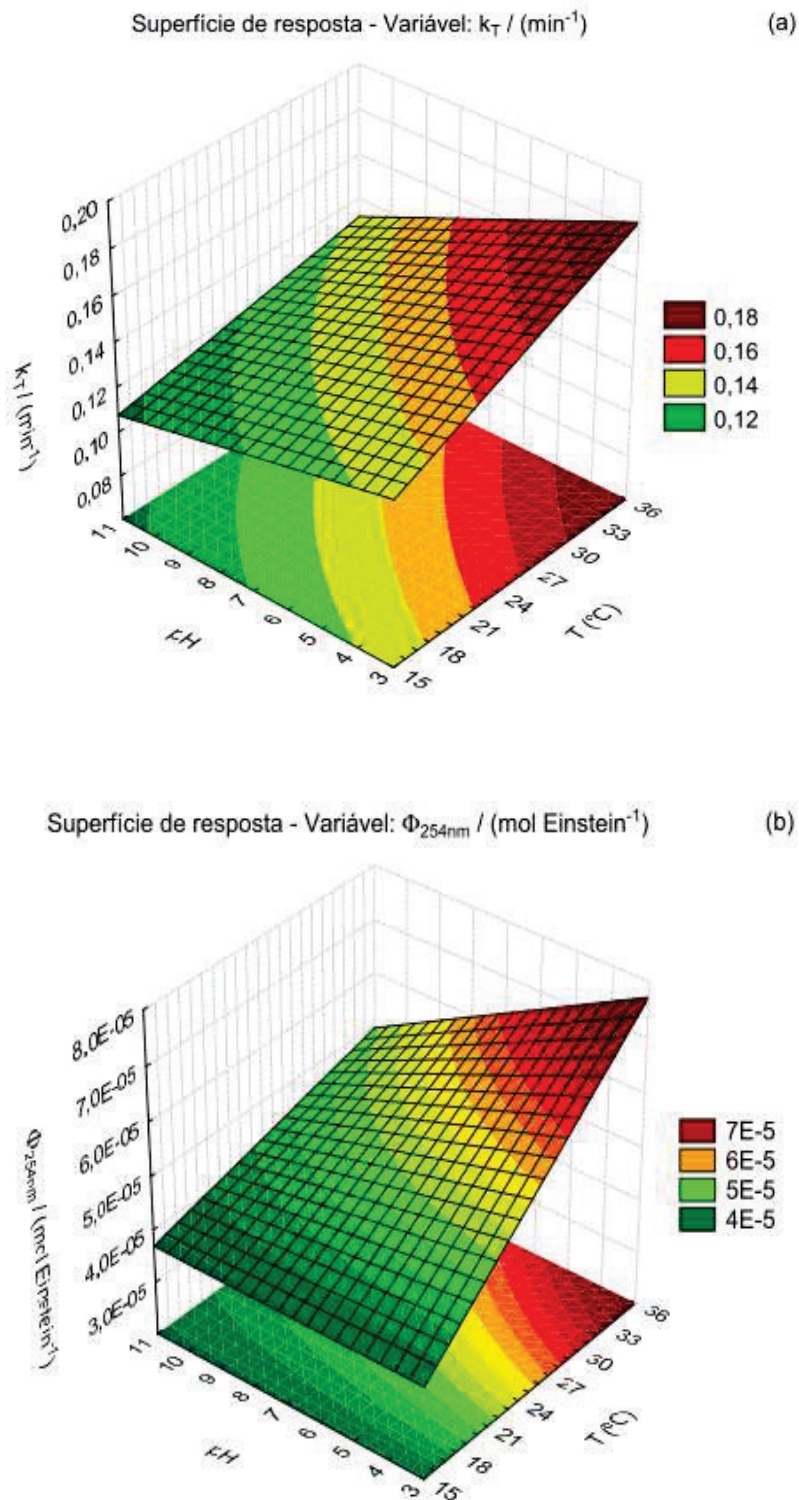 Superfície de resposta - Variável: k_T / (min⁻¹)
(a)
0,20
0,18
0,16
0,14
0,12
0,10
0,08
k_T / (min⁻¹)
11
10
9
8
7
6
5
4
3
pH
15
18
21
24
27
30
33
36
T (ºC)
0,18
0,16
0,14
0,12
Superfície de resposta - Variável: Φ₂₅₄ₙₘ / (mol Einstein⁻¹)
(b)
8,0E-05
7,0E-05
6,0E-05
5,0E-05
4,0E-05
3,0E-05
Φ₂₅₄ₙₘ / (mol Einstein⁻¹)
11
10
9
8
7
6
5
4
3
pH
15
18
21
24
27
30
33
36
T (ºC)
7E-5
6E-5
5E-5
4E-5